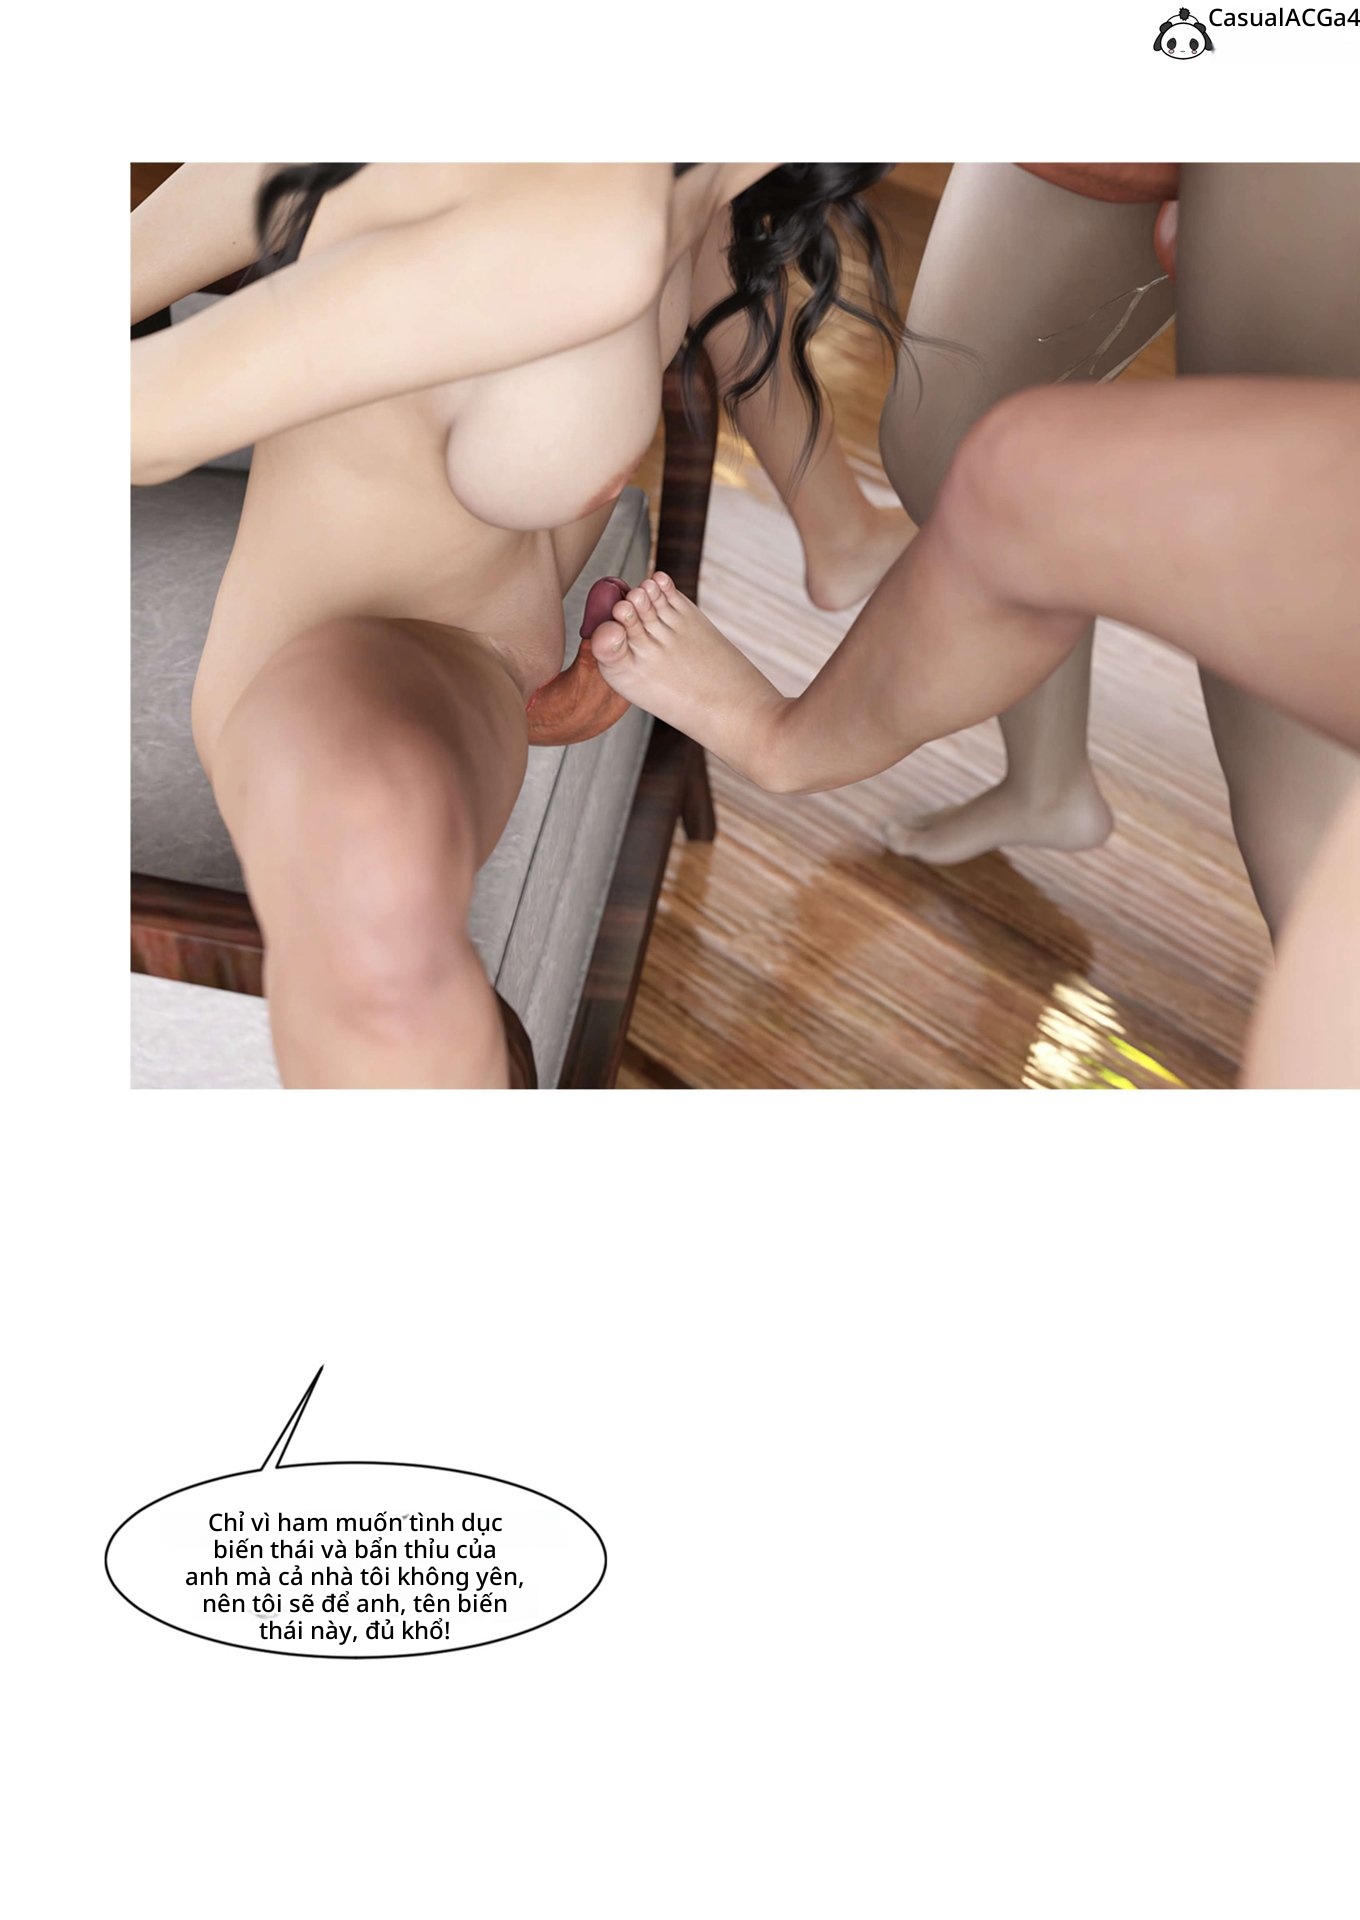 CasualACGa4
Chỉ vì ham muốn tình dục
biến thái và bẩn thỉu của
anh mà cả nhà tôi không yên,
nên tôi sẽ để anh, tên biến
thái này, đủ khổ!